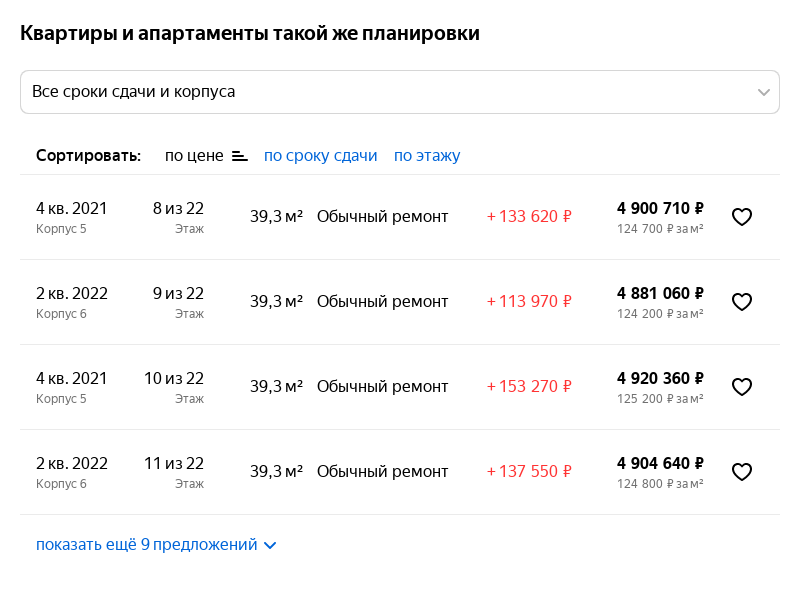 Квартиры и апартаменты такой же планировки
Все сроки сдачи и корпуса
Сортировать: по цене по сроку сдачи по этажу
4 кв. 2021 8 из 22 39,3 м² Обычный ремонт + 133 620 ₽ 4 900 710 ₽
Корпус 5 Этаж 124 700 ₽ за м²
2 кв. 2022 9 из 22 39,3 м² Обычный ремонт + 113 970 ₽ 4 881 060 ₽
Корпус 6 Этаж 124 200 ₽ за м²
4 кв. 2021 10 из 22 39,3 м² Обычный ремонт + 153 270 ₽ 4 920 360 ₽
Корпус 5 Этаж 125 200 ₽ за м²
2 кв. 2022 11 из 22 39,3 м² Обычный ремонт + 137 550 ₽ 4 904 640 ₽
Корпус 6 Этаж 124 800 ₽ за м²
показать ещё 9 предложений